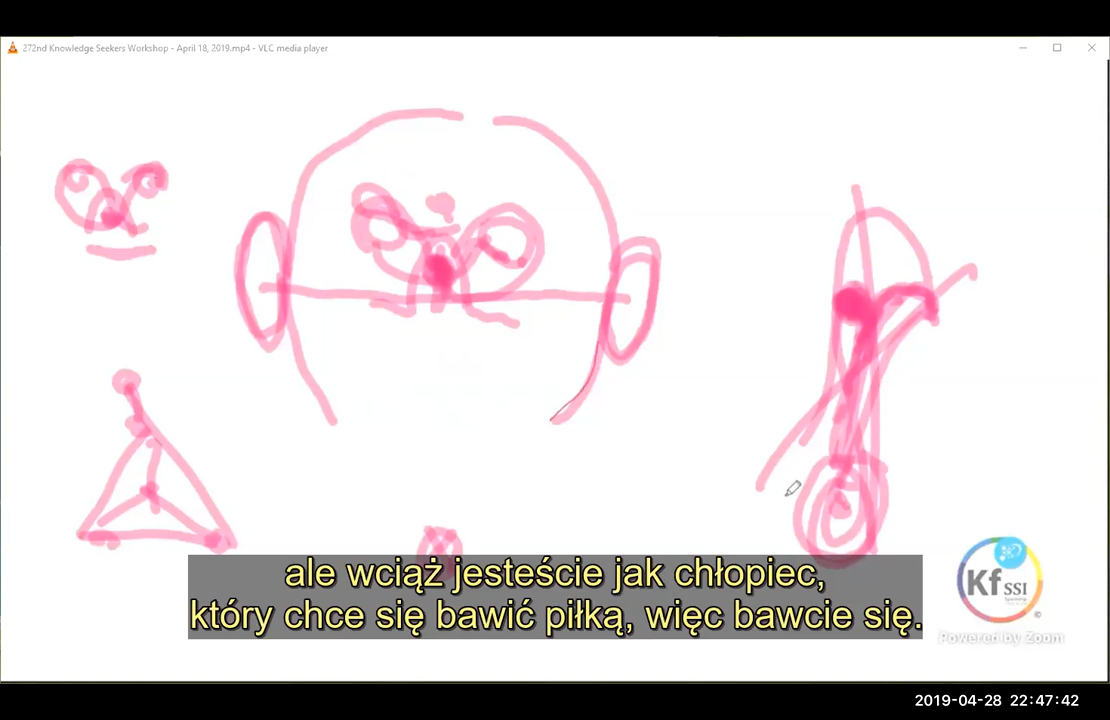 272nd Knowledge Seekers Workshop - April 18, 2019.mp4 - VLC media player
ale wciąż jesteście jak chłopiec,
który chce się bawić piłką, więc bawcie się.
Kf SSI
Powered by Zoom
2019-04-28 22:47:42